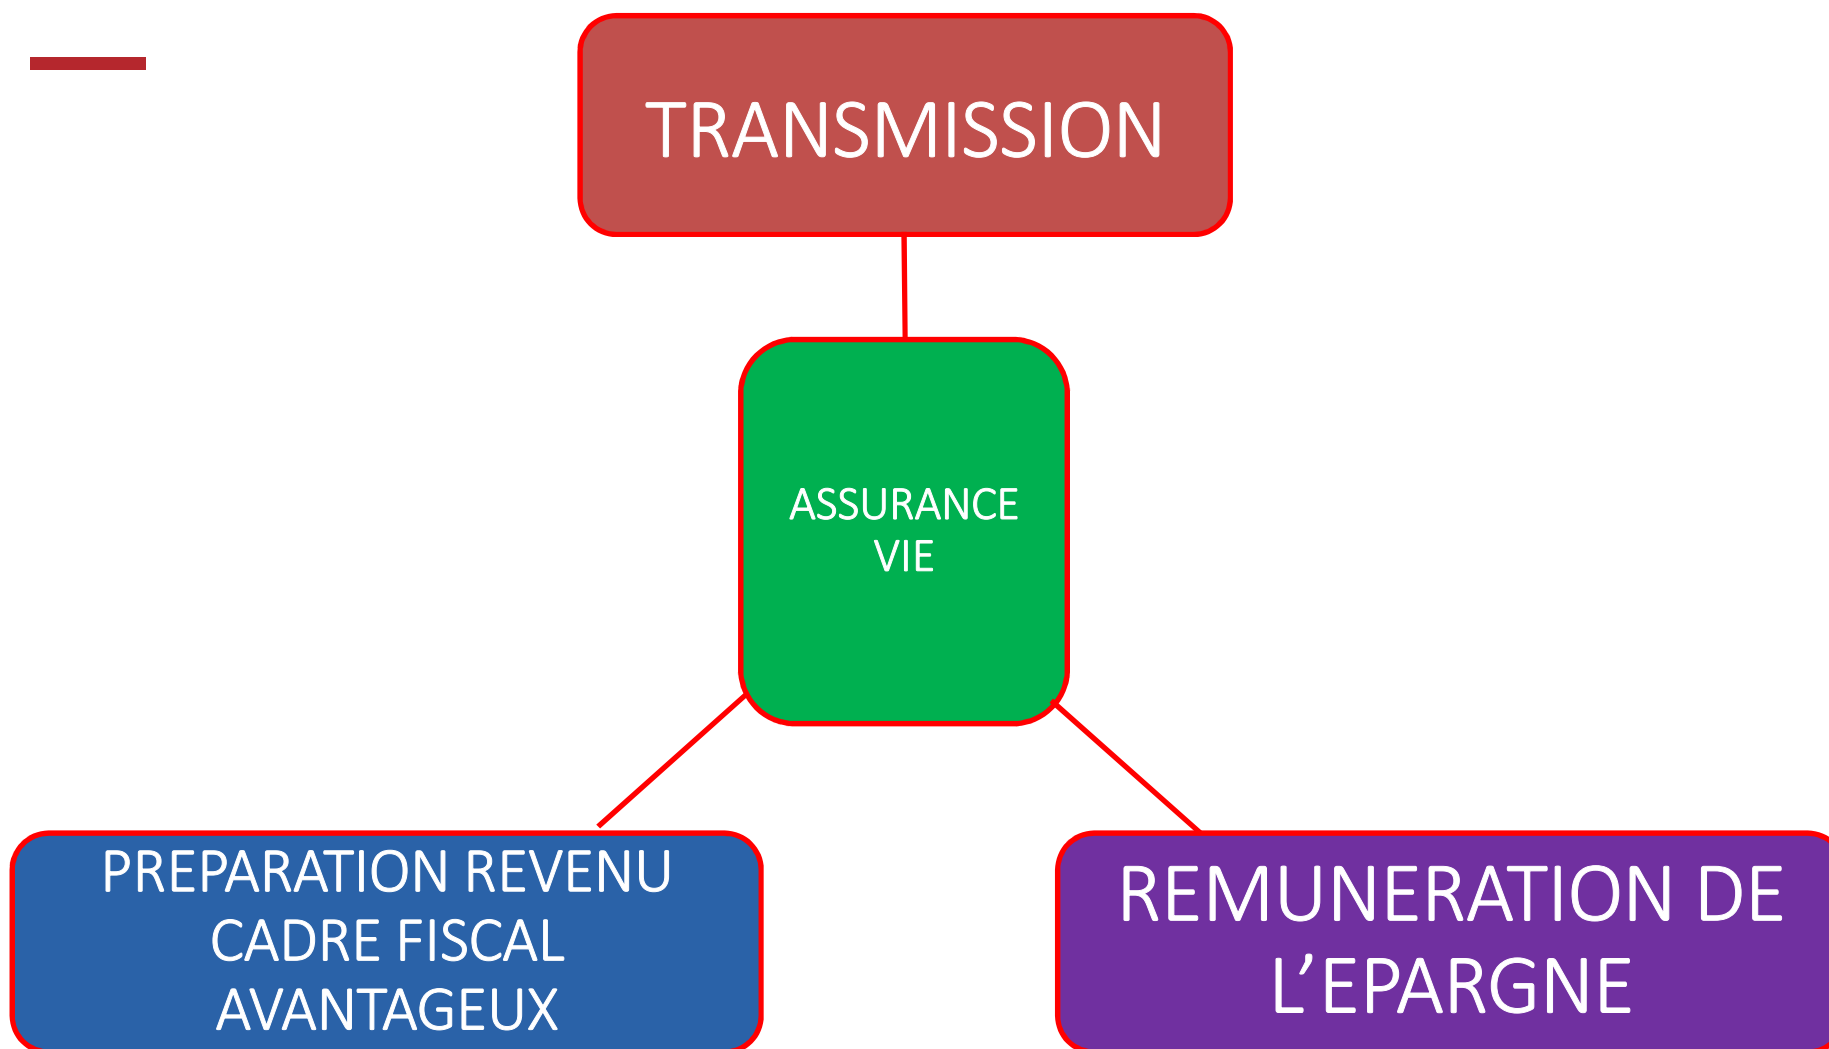 TRANSMISSION
ASSURANCE
VIE
PREPARATION REVENU
CADRE FISCAL
AVANTAGEUX
REMUNERATION DE
L’EPARGNE